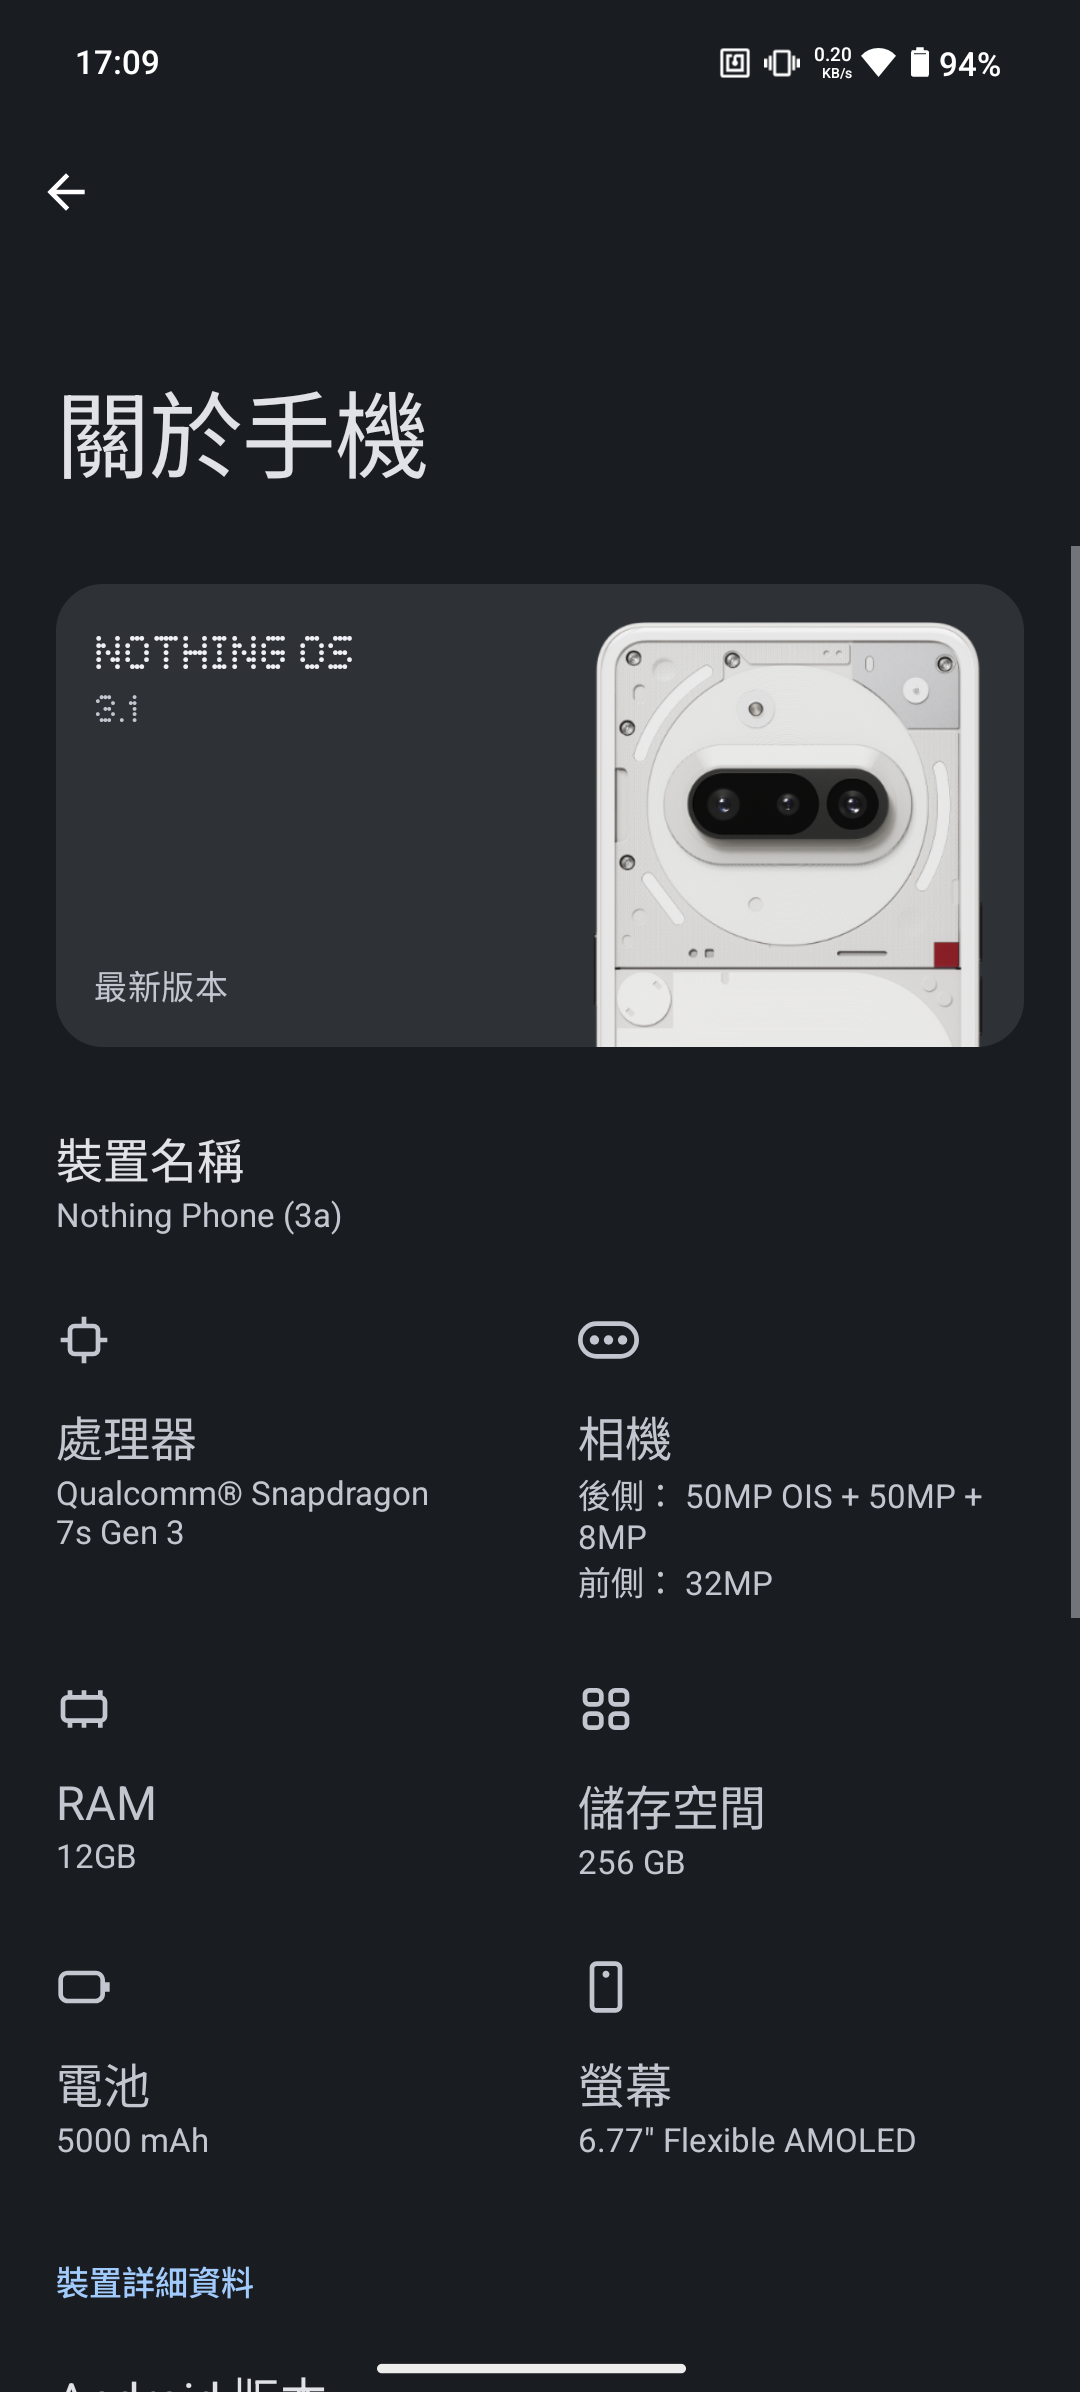 17:09
0.20
KB/s
94%
關於手機
NOTHING OS
3.1
最新版本
裝置名稱
Nothing Phone (3a)
處理器
Qualcomm® Snapdragon
7s Gen 3
相機
後側： 50MP OIS + 50MP +
8MP
前側： 32MP
RAM
12GB
儲存空間
256 GB
電池
5000 mAh
螢幕
6.77" Flexible AMOLED
裝置詳細資料
Android 版本